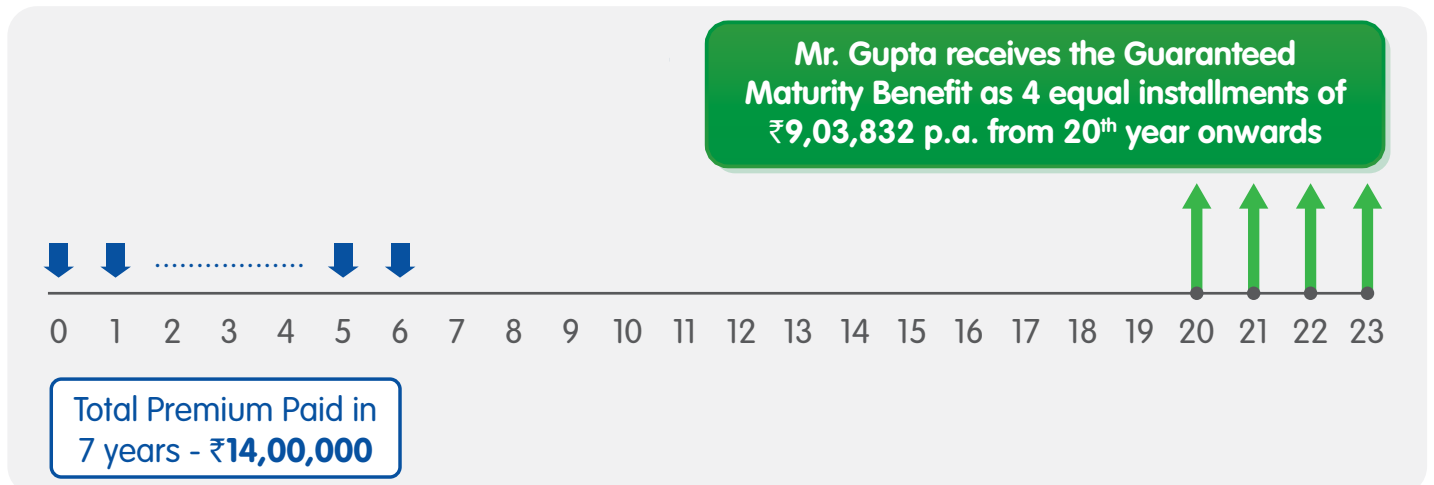 Mr. Gupta receives the Guaranteed
Maturity Benefit as 4 equal installments of
₹9,03,832 p.a. from 20th year onwards
0 1 2 3 4 5 6 7 8 9 10 11 12 13 14 15 16 17 18 19 20 21 22 23
Total Premium Paid in
7 years - ₹14,00,000